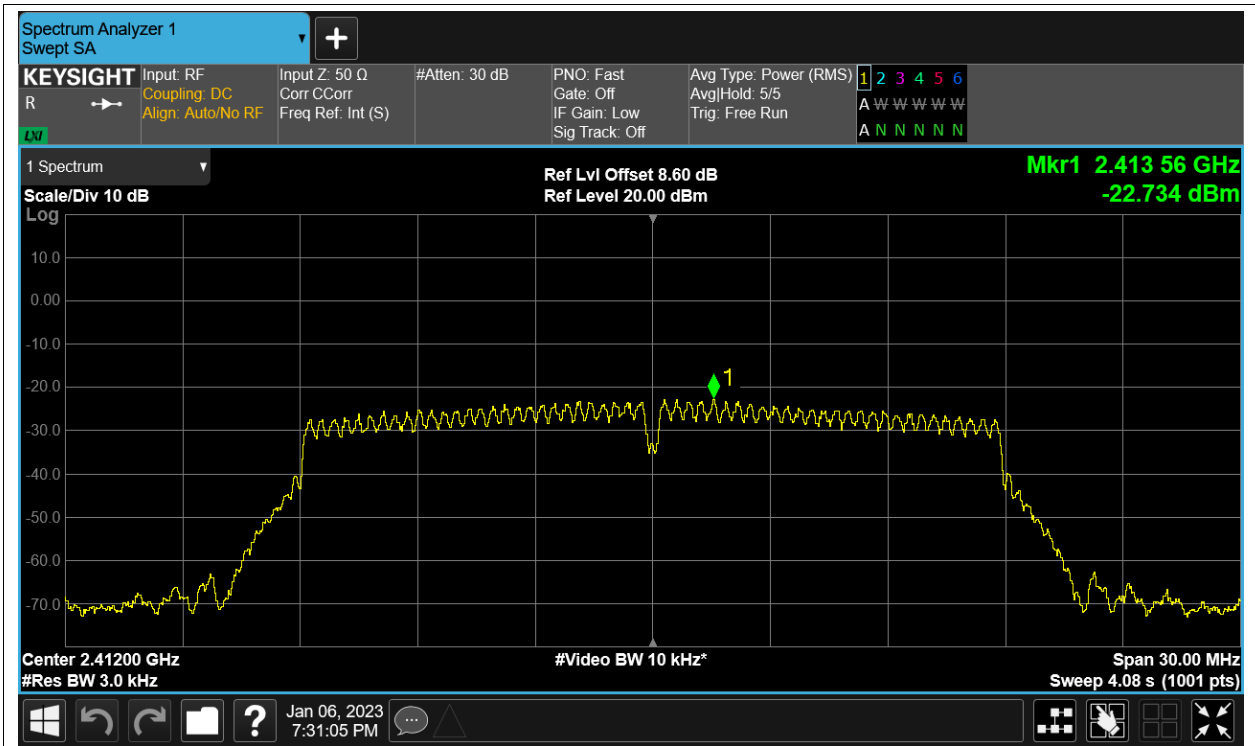 Spectrum Analyzer 1
Swept SA
+
KEYSIGHT
R
LXI
Input: RF
Coupling: DC
Align: Auto/No RF
Input Z: 50 Ω
Corr CCorr
Freq Ref: Int (S)
#Atten: 30 dB
PNO: Fast
Gate: Off
IF Gain: Low
Sig Track: Off
Avg Type: Power (RMS)
Avg|Hold: 5/5
Trig: Free Run
1 2 3 4 5 6
A W W W W W
A N N N N N
1 Spectrum
Scale/Div 10 dB
Log
Ref Lvl Offset 8.60 dB
Ref Level 20.00 dBm
Mkr1 2.413 56 GHz
-22.734 dBm
10.0
0.00
-10.0
-20.0
-30.0
-40.0
-50.0
-60.0
-70.0
1
Center 2.41200 GHz
#Res BW 3.0 kHz
#Video BW 10 kHz*
Span 30.00 MHz
Sweep 4.08 s (1001 pts)
?
Jan 06, 2023
7:31:05 PM